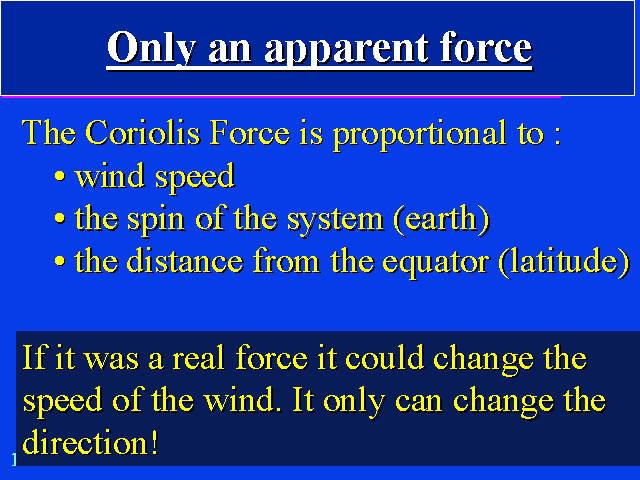 Only an apparent force
The Coriolis Force is proportional to :
• wind speed
• the spin of the system (earth)
• the distance from the equator (latitude)
If it was a real force it could change the
speed of the wind. It only can change the
direction!